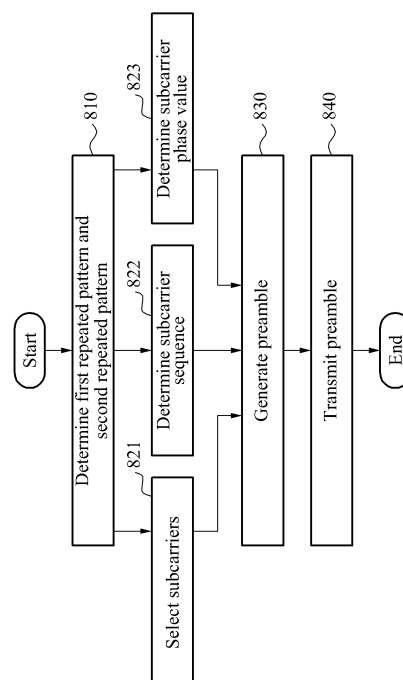 Start
810
Determine first repeated pattern and
second repeated pattern
821
822
823
Select subcarriers
Determine subcarrier
sequence
Determine subcarrier
phase value
830
Generate preamble
840
Transmit preamble
End